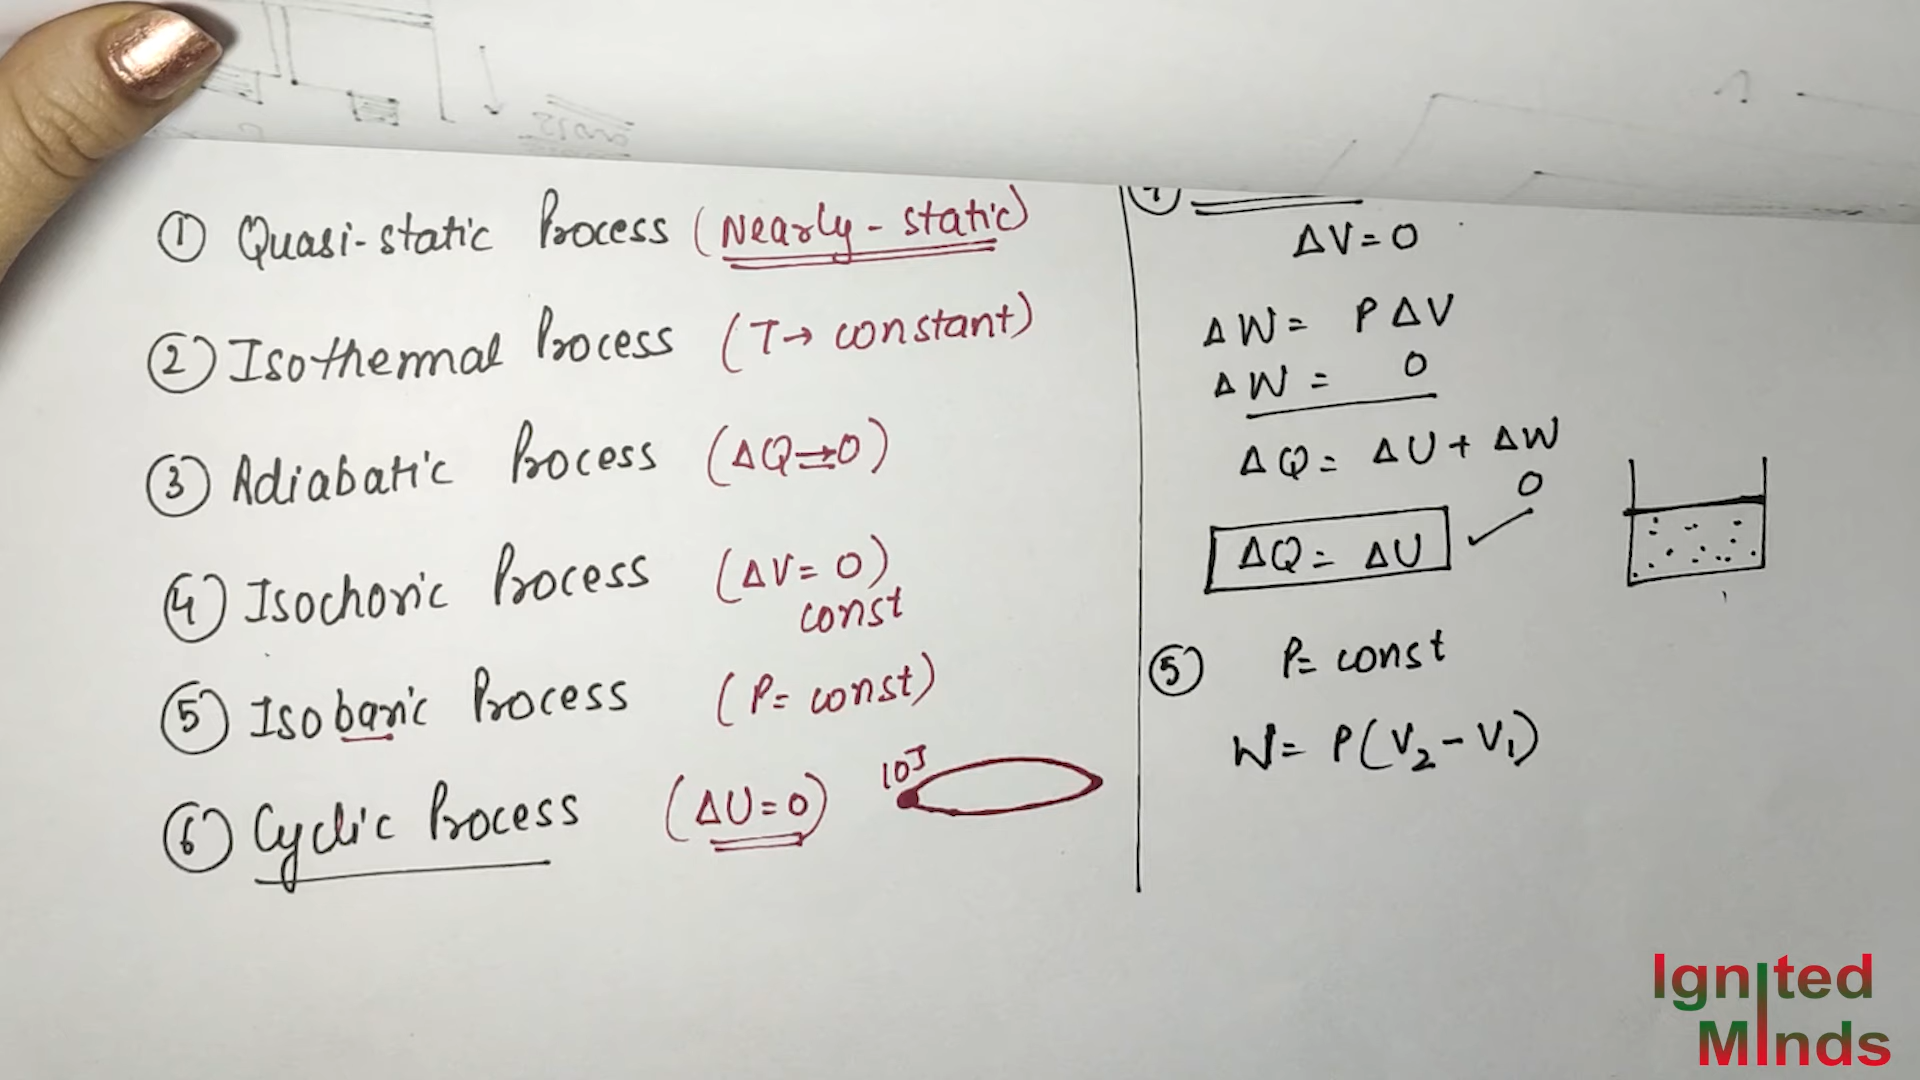 ① Quasi-static Process (Nearly-static)
② Isothermal Process (T→ constant)
③ Adiabatic Process (ΔQ⇒0)
④ Isochoric Process (ΔV= 0)
const
⑤ Isobaric Process (P= const)
⑥ Cyclic Process (ΔU=0) 10J
④
ΔV=0
ΔW= PΔV
ΔW= 0
ΔQ= ΔU+ ΔW
0
ΔQ= ΔU
⑤ P= const
W= P(V₂-V₁)
Ignited
Minds